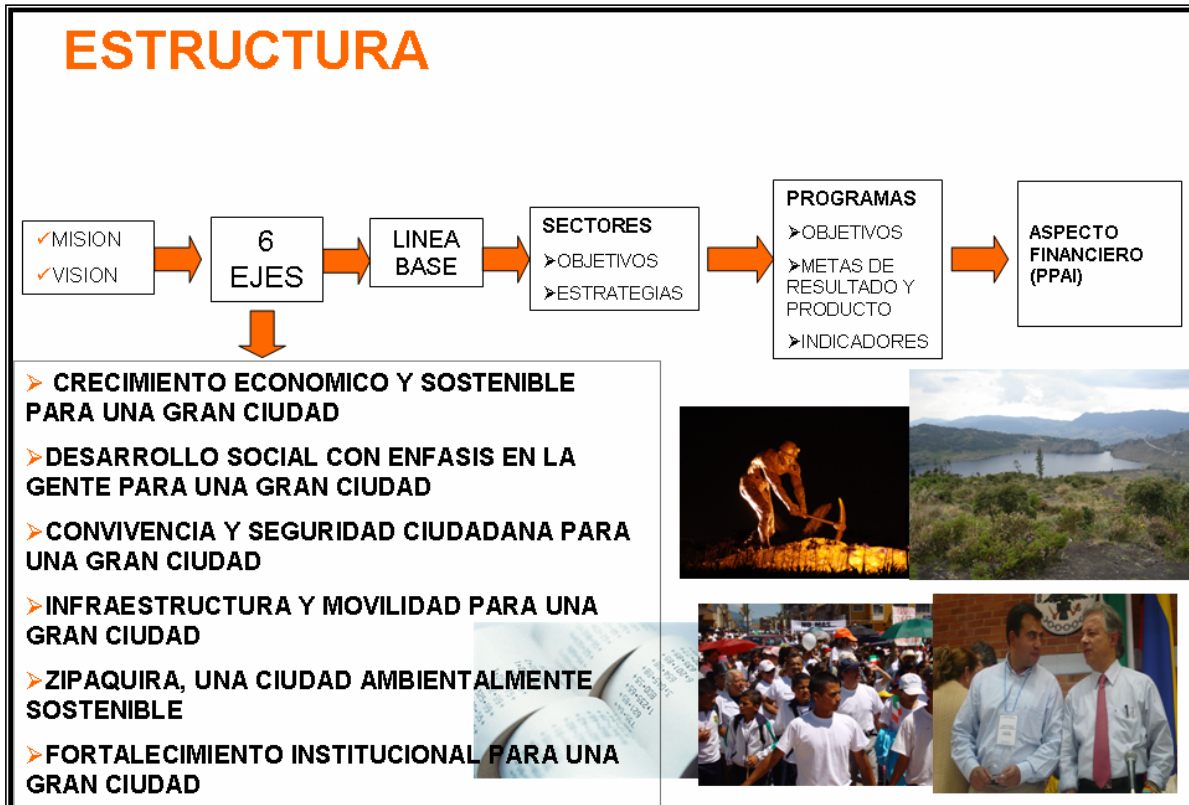 ESTRUCTURA
✓MISION
✓VISION
6
EJES
LINEA
BASE
SECTORES
➤OBJETIVOS
➤ESTRATEGIAS
PROGRAMAS
➤OBJETIVOS
➤METAS DE
RESULTADO Y
PRODUCTO
➤INDICADORES
ASPECTO
FINANCIERO
(PPAI)
➤ CRECIMIENTO ECONOMICO Y SOSTENIBLE
PARA UNA GRAN CIUDAD
➤DESARROLLO SOCIAL CON ENFASIS EN LA
GENTE PARA UNA GRAN CIUDAD
➤CONVIVENCIA Y SEGURIDAD CIUDADANA PARA
UNA GRAN CIUDAD
➤INFRAESTRUCTURA Y MOVILIDAD PARA UNA
GRAN CIUDAD
➤ZIPAQUIRA, UNA CIUDAD AMBIENTALMENTE
SOSTENIBLE
➤FORTALECIMIENTO INSTITUCIONAL PARA UNA
GRAN CIUDAD